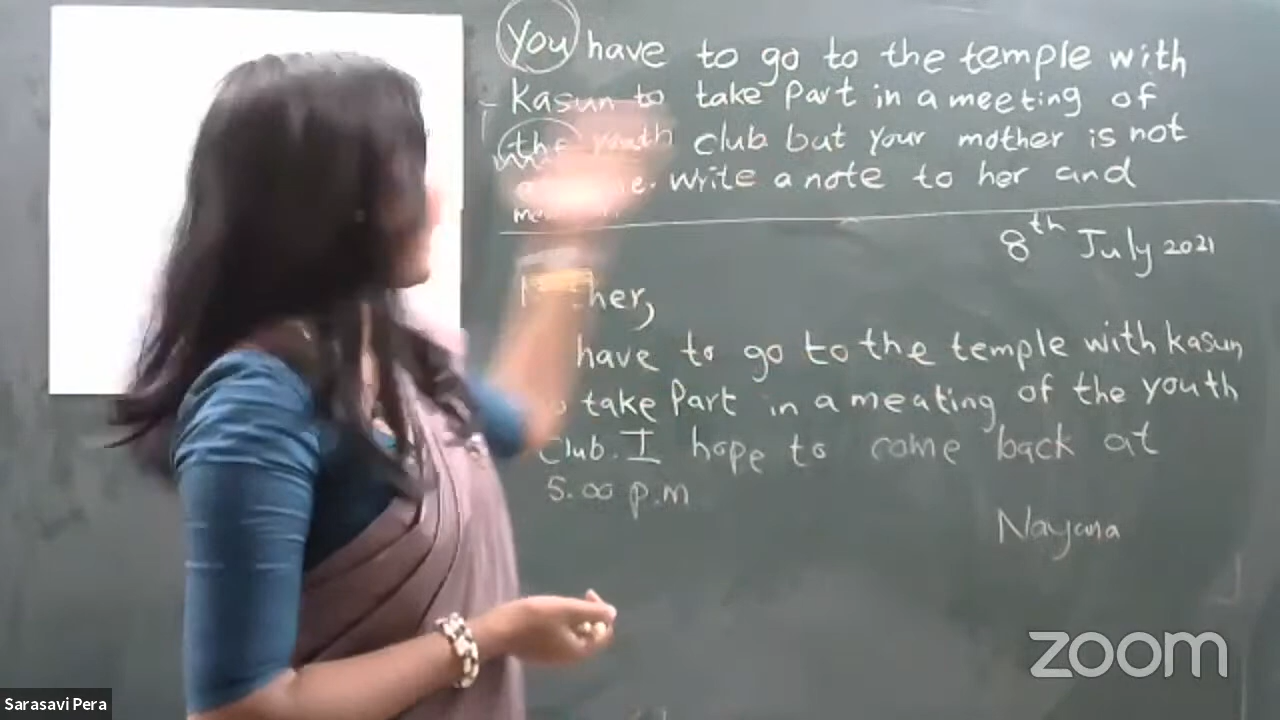 You have to go to the temple with
Kasun to take Part in a meeting of
the youth club but your mother is not
write a note to her and
8th July 2021
have to go to the temple with kasun
take Part in a meating of the youth
club. I hope to come back at
5.00 p.m
Nayana
zoom
Sarasavi Pera